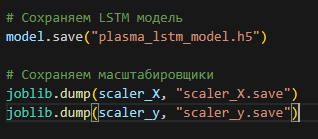 # Сохраняем LSTM модель
model.save("plasma_lstm_model.h5")
# Сохраняем масштабировщики
joblib.dump(scaler_X, "scaler_X.save")
joblib.dump(scaler_y, "scaler_y.save")